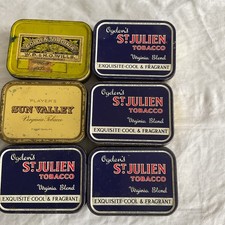 Ogden's
ST JULIEN
TOBACCO
Virginia Blend
EXQUISITE COOL & FRAGRANT
PLAYER'S
SUN VALLEY
Tobacco
Ogden's
ST JULIEN
TOBACCO
Virginia Blend
EXQUISITE COOL & FRAGRANT
Ogden's
ST JULIEN
TOBACCO
Virginia Blend
EXQUISITE COOL & FRAGRANT
Ogden's
ST JULIEN
TOBACCO
Virginia Blend
EXQUISITE COOL & FRAGRANT